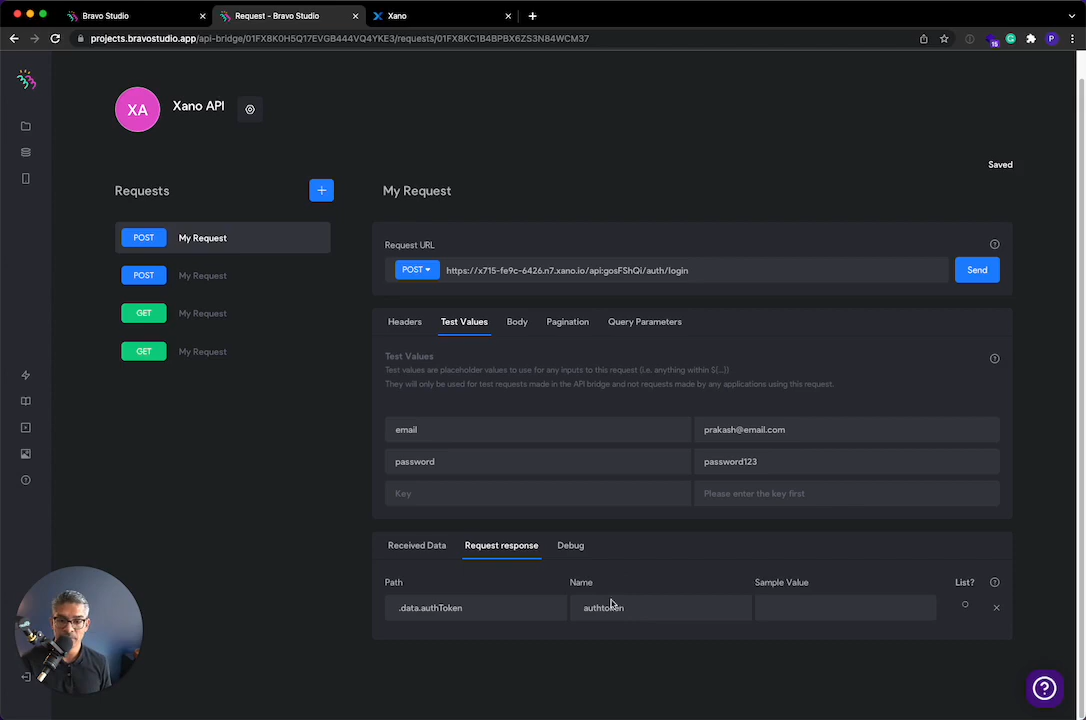 Bravo Studio
Request - Bravo Studio
Xano
projects.bravostudio.app/api-bridge/01FX8K0H5Q17EVGB444VQ4YKE3/requests/01FX8KC1B4BPBX6ZS3N84WCM37
15
P
XA
Xano API
Saved
Requests
+
My Request
POST My Request
POST My Request
GET My Request
GET My Request
Request URL
POST https://x715-fe9c-6426.n7.xano.io/api:gosFShQi/auth/login Send
Headers Test Values Body Pagination Query Parameters
Test Values
Test values are placeholder values to use for any inputs to this request (i.e. anything within ${...})
They will only be used for test requests made in the API bridge and not requests made by any applications using this request.
email prakash@email.com
password password123
Key Please enter the key first
Received Data Request response Debug
Path Name Sample Value List?
.data.authToken authtoken